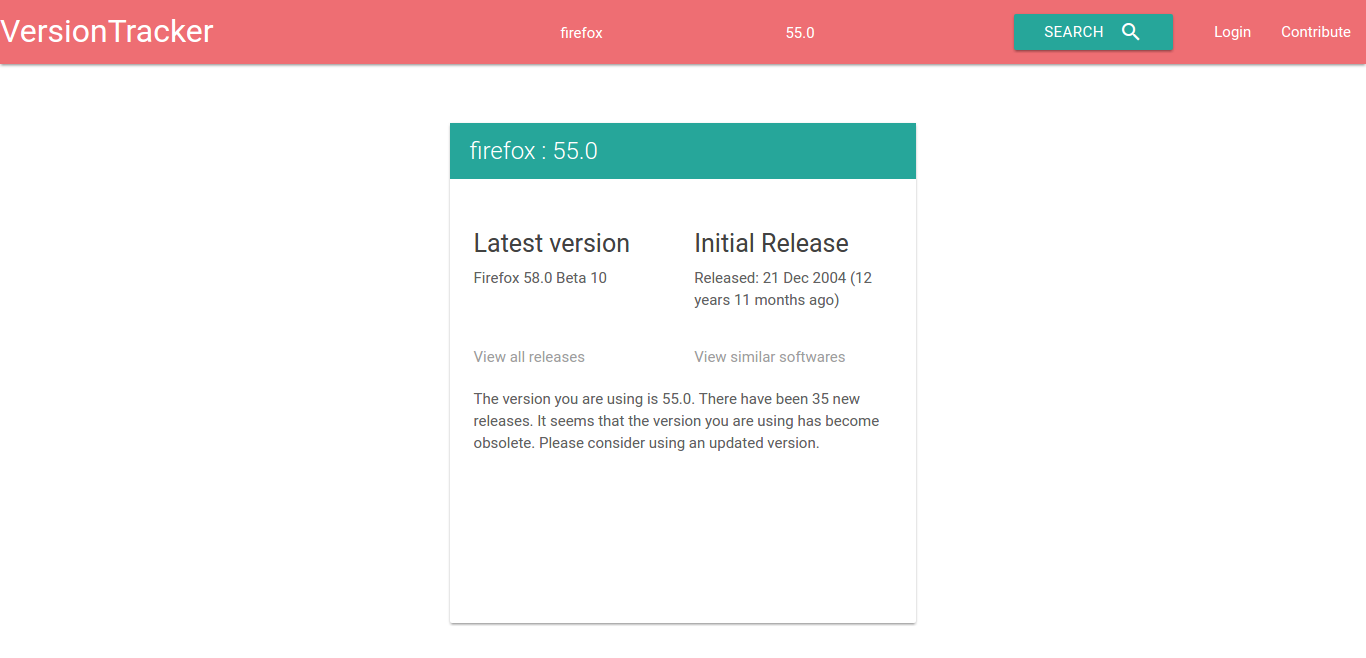 VersionTracker
firefox
55.0
SEARCH
Login
Contribute
firefox : 55.0
Latest version
Firefox 58.0 Beta 10
Initial Release
Released: 21 Dec 2004 (12
years 11 months ago)
View all releases
View similar softwares
The version you are using is 55.0. There have been 35 new
releases. It seems that the version you are using has become
obsolete. Please consider using an updated version.